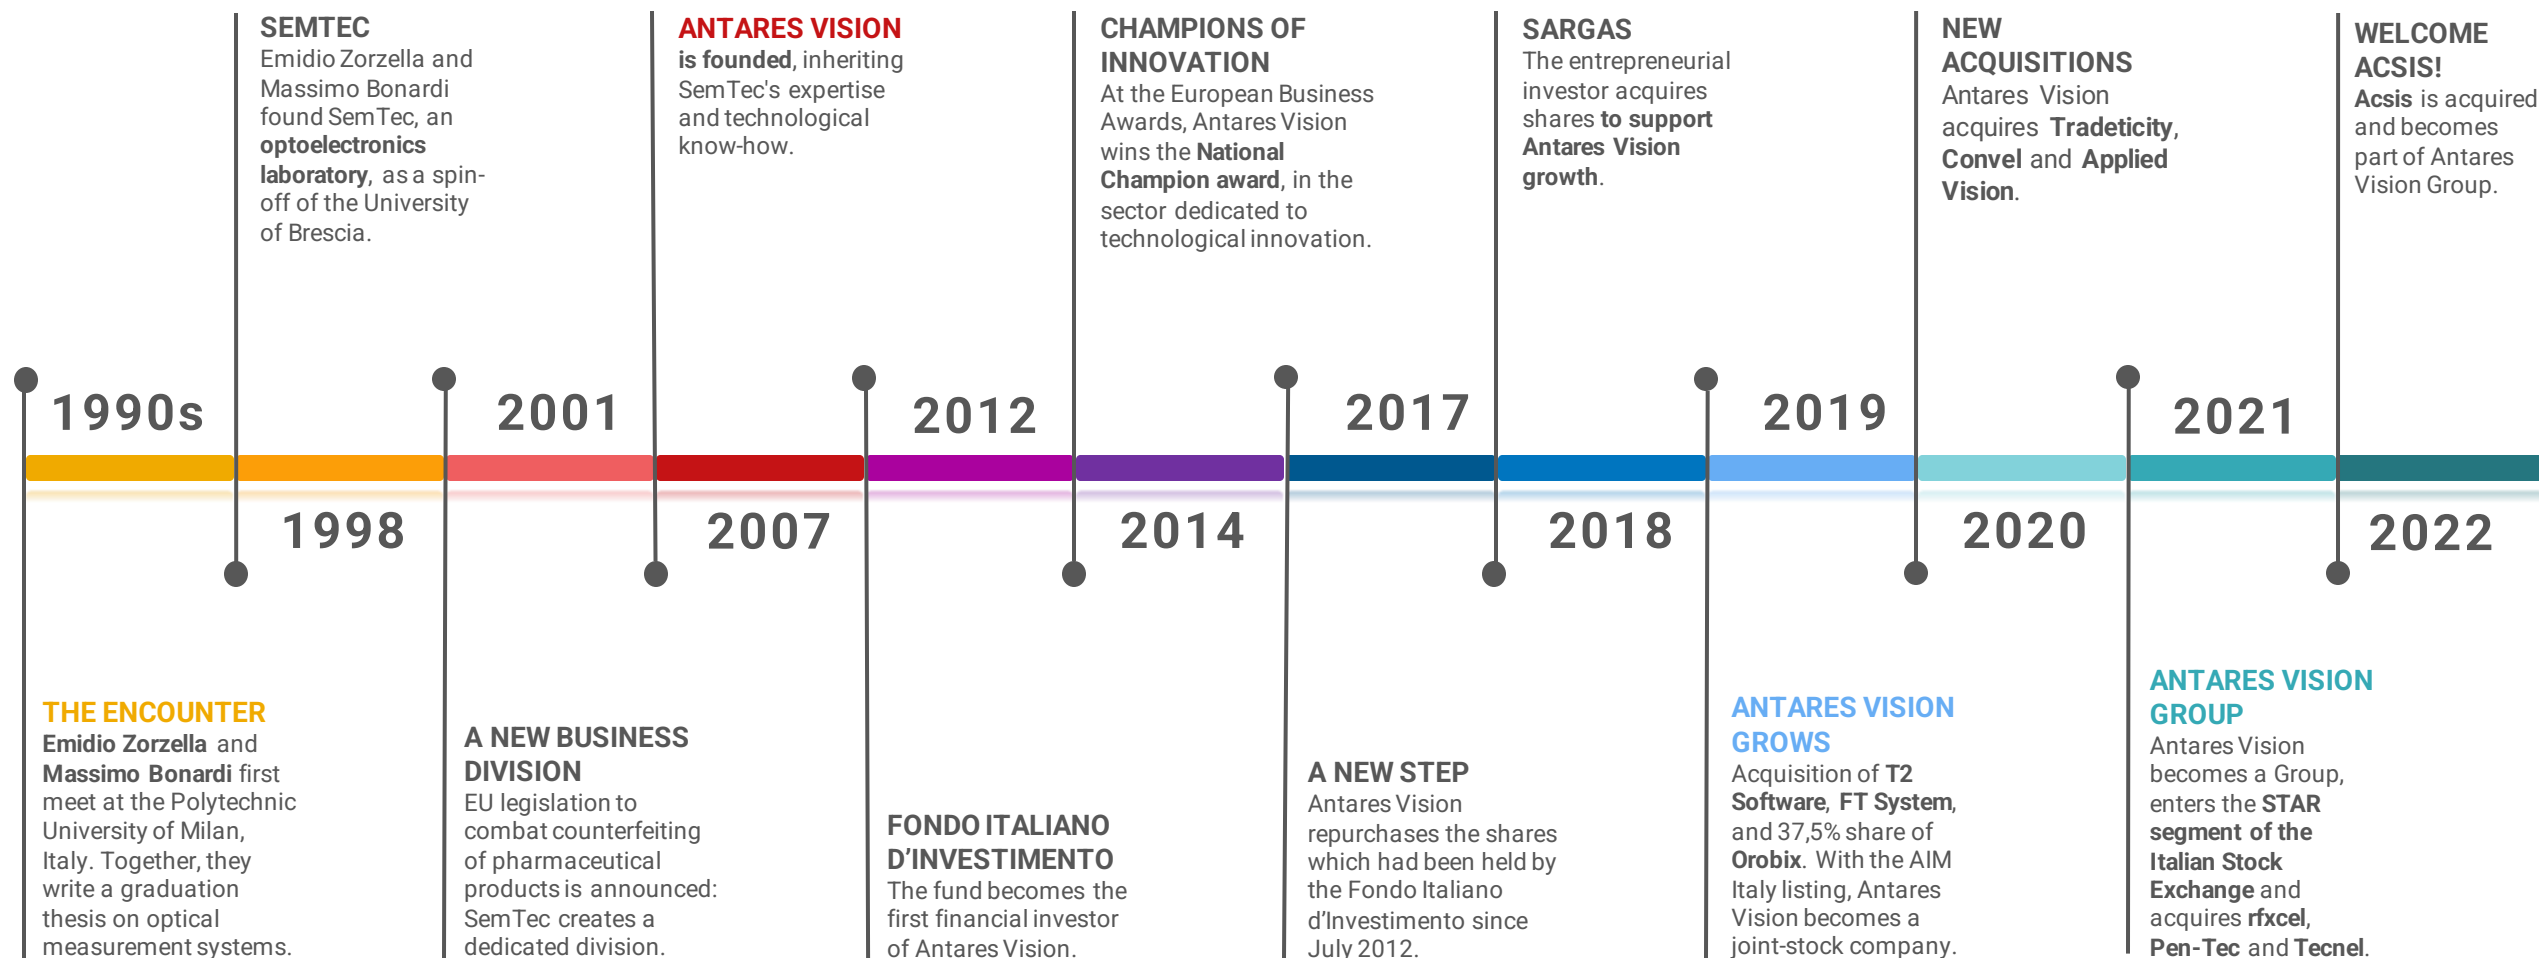 SEMTEC
Emidio Zorzella and
Massimo Bonardi
found SemTec, an
optoelectronics
laboratory, as a spin-
off of the University
of Brescia.
ANTARES VISION
is founded, inheriting
SemTec's expertise
and technological
know-how.
CHAMPIONS OF
INNOVATION
At the European Business
Awards, Antares Vision
wins the National
Champion award, in the
sector dedicated to
technological innovation.
SARGAS
The entrepreneurial
investor acquires
shares to support
Antares Vision
growth.
NEW
ACQUISITIONS
Antares Vision
acquires Tradeticity,
Convel and Applied
Vision.
WELCOME
ACSIS!
Acsis is acquired
and becomes
part of Antares
Vision Group.
1990s
2001
2012
2017
2019
2021
1998
2007
2014
2018
2020
2022
THE ENCOUNTER
Emidio Zorzella and
Massimo Bonardi first
meet at the Polytechnic
University of Milan,
Italy. Together, they
write a graduation
thesis on optical
measurement systems.
A NEW BUSINESS
DIVISION
EU legislation to
combat counterfeiting
of pharmaceutical
products is announced:
SemTec creates a
dedicated division.
FONDO ITALIANO
D’INVESTIMENTO
The fund becomes the
first financial investor
of Antares Vision.
A NEW STEP
Antares Vision
repurchases the shares
which had been held by
the Fondo Italiano
d’Investimento since
July 2012.
ANTARES VISION
GROWS
Acquisition of T2
Software, FT System,
and 37,5% share of
Orobix. With the AIM
Italy listing, Antares
Vision becomes a
joint-stock company.
ANTARES VISION
GROUP
Antares Vision
becomes a Group,
enters the STAR
segment of the
Italian Stock
Exchange and
acquires rfxcel,
Pen-Tec and Tecnel.